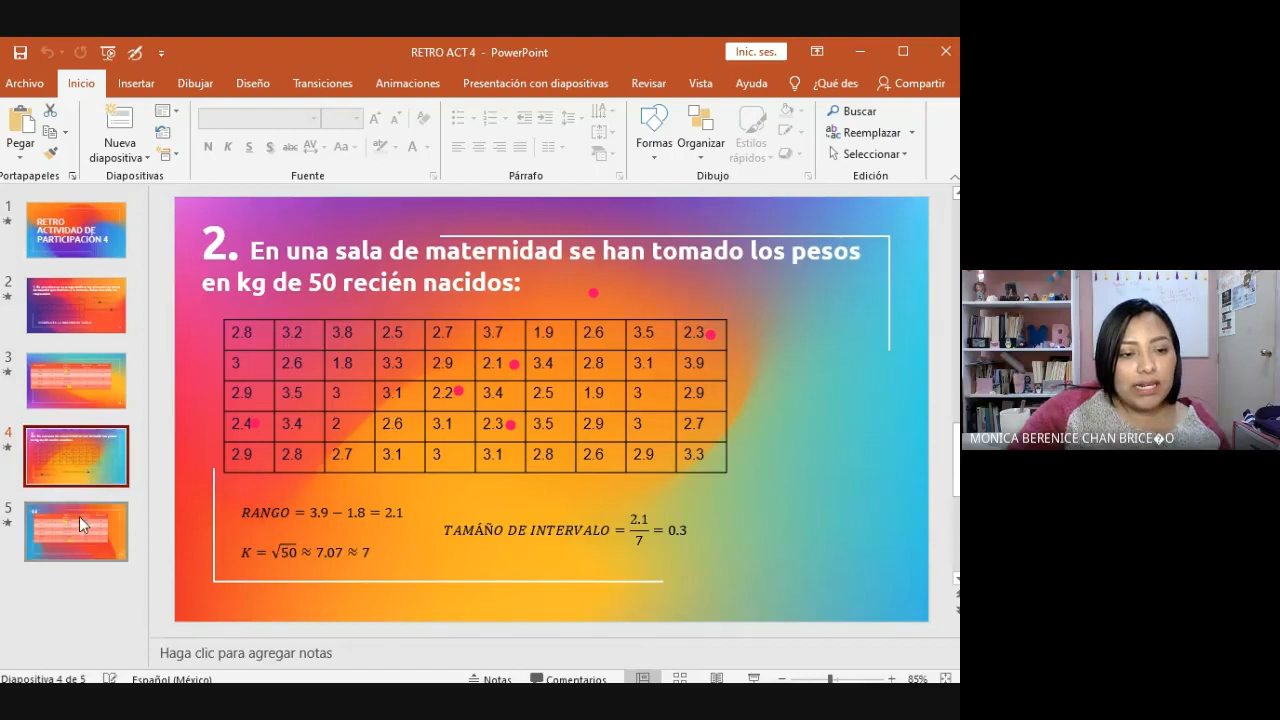 RETRO ACT 4 - PowerPoint
Inic. ses.
Archivo Inicio Insertar Dibujar Diseño Transiciones Animaciones Presentación con diapositivas Revisar Vista Ayuda ¿Qué des Compartir
Pegar
Nueva
diapositiva
N K S S abc AV Aa A
Formas Organizar Estilos
rápidos
Buscar
Reemplazar
Seleccionar
Portapapeles Diapositivas Fuente Párrafo Dibujo Edición
1
RETRO
ACTIVIDAD DE
PARTICIPACIÓN 4
2
3
4
5
2. En una sala de maternidad se han tomado los pesos
en kg de 50 recién nacidos:
2.8 3.2 3.8 2.5 2.7 3.7 1.9 2.6 3.5 2.3
3 2.6 1.8 3.3 2.9 2.1 3.4 2.8 3.1 3.9
2.9 3.5 3 3.1 2.2 3.4 2.5 1.9 3 2.9
2.4 3.4 2 2.6 3.1 2.3 3.5 2.9 3 2.7
2.9 2.8 2.7 3.1 3 3.1 2.8 2.6 2.9 3.3
RANGO = 3.9 − 1.8 = 2.1
K = √50 ≈ 7.07 ≈ 7
TAMÁÑO DE INTERVALO = 2.1/7 = 0.3
Haga clic para agregar notas
Diapositiva 4 de 5 Español (México) Notas Comentarios 85%
MONICA BERENICE CHAN BRICE�O